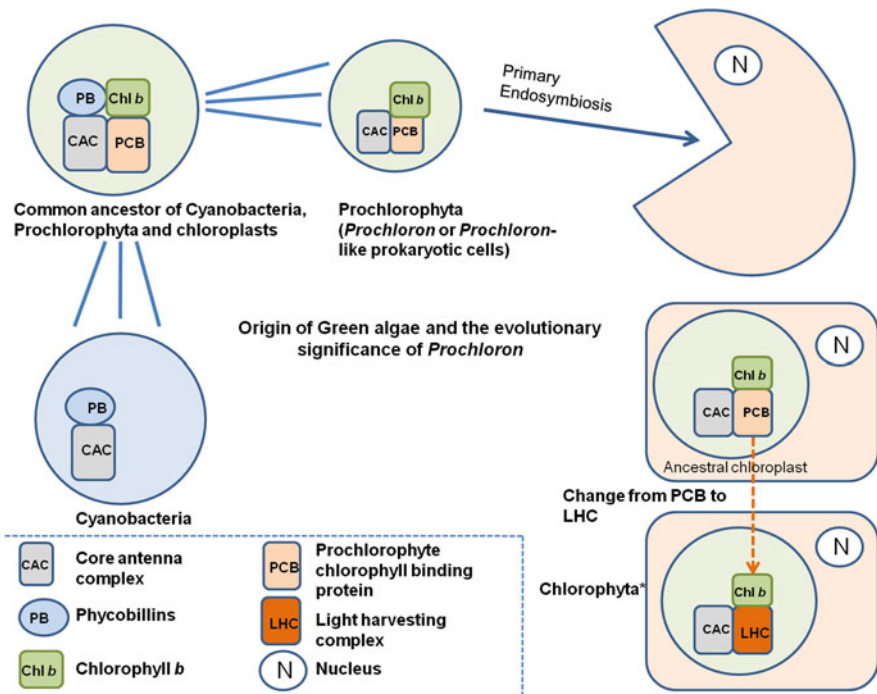 PB
Chl b
CAC
PCB
Common ancestor of Cyanobacteria,
Prochlorophyta and chloroplasts
Chl b
CAC
PCB
Prochlorophyta
(Prochloron or Prochloron-
like prokaryotic cells)
Primary
Endosymbiosis
N
Origin of Green algae and the evolutionary
significance of Prochloron
PB
CAC
Cyanobacteria
N
Chl b
CAC
PCB
Ancestral chloroplast
Change from PCB to
LHC
N
Chlorophyta*
Chl b
CAC
LHC
CAC
Core antenna
complex
PB
Phycobillins
Chl b
Chlorophyll b
PCB
Prochlorophyte
chlorophyll binding
protein
LHC
Light harvesting
complex
N
Nucleus